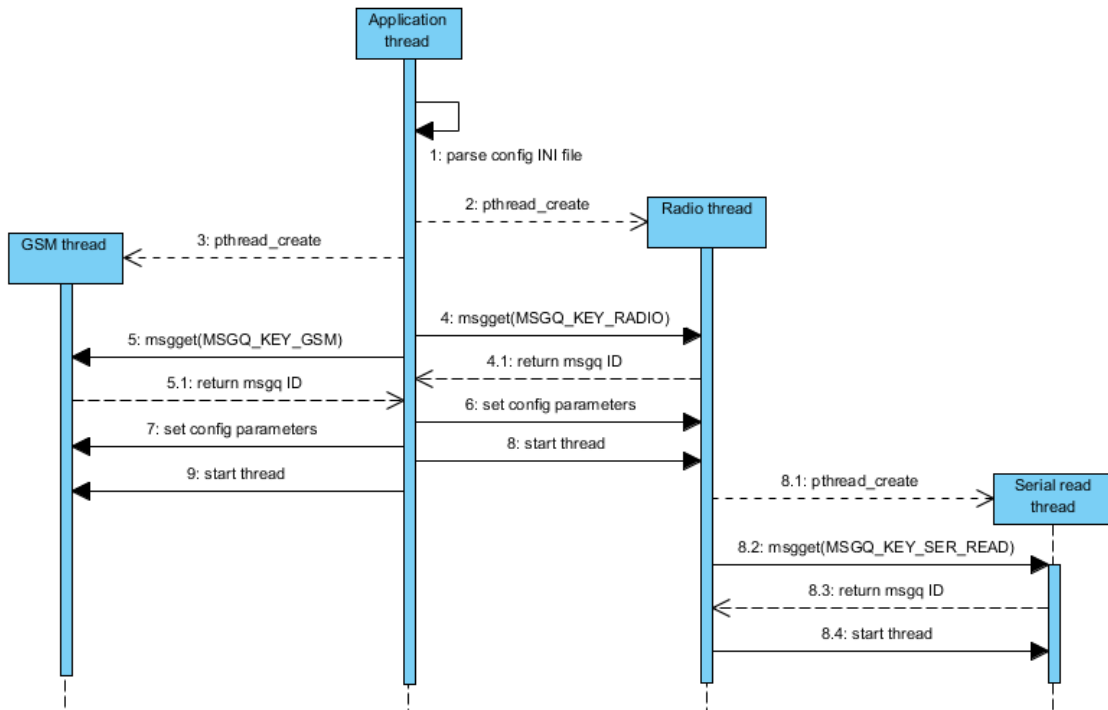 Application
thread
1: parse config INI file
2: pthread_create
Radio thread
3: pthread_create
GSM thread
4: msgget(MSGQ_KEY_RADIO)
5: msgget(MSGQ_KEY_GSM)
4.1: return msgq ID
5.1: return msgq ID
6: set config parameters
7: set config parameters
8: start thread
9: start thread
8.1: pthread_create
Serial read
thread
8.2: msgget(MSGQ_KEY_SER_READ)
8.3: return msgq ID
8.4: start thread